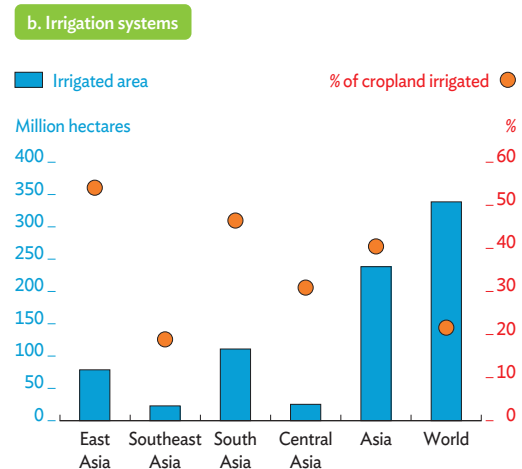 b. Irrigation systems
Irrigated area
% of cropland irrigated
Million hectares
%
400
350
300
250
200
150
100
50
0
60
50
40
30
20
10
0
East Asia
Southeast Asia
South Asia
Central Asia
Asia
World